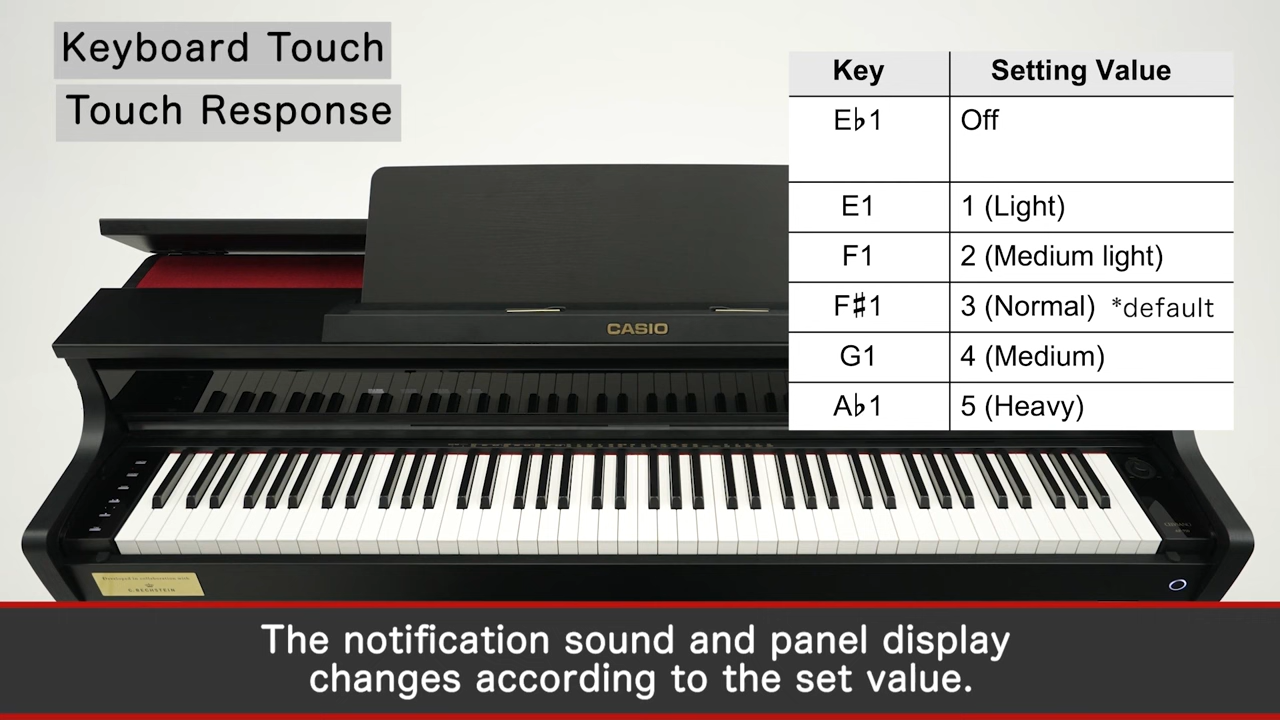 Keyboard Touch
Touch Response
Key Setting Value
E♭1 Off
E1 1 (Light)
F1 2 (Medium light)
F♯1 3 (Normal) *default
G1 4 (Medium)
A♭1 5 (Heavy)
CASIO
C. BECHSTEIN
The notification sound and panel display
changes according to the set value.